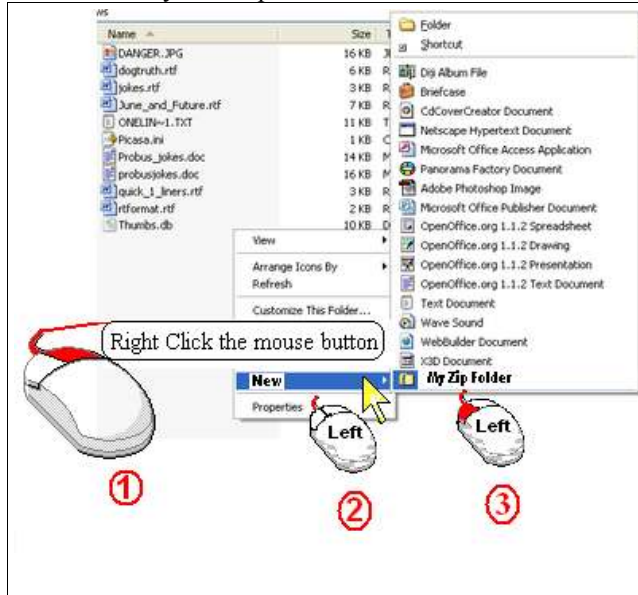 ws
Name Size T
DANGER.JPG 16 KB
dogtruth.rtf 6 KB R
jokes.rtf 3 KB R
June_and_Future.rtf 7 KB R
ONELIN~1.TXT 11 KB T
Picasa.ini 1 KB C
Probus_jokes.doc 14 KB M
probusjokes.doc 16 KB M
quick_1_liners.rtf 3 KB R
rtformat.rtf 2 KB R
Thumbs.db 10 KB D
View
Arrange Icons By
Refresh
Customize This Folder...
Right Click the mouse button
New
Properties
Folder
Shortcut
Digi Album File
Briefcase
CdCoverCreator Document
Netscape Hypertext Document
Microsoft Office Access Application
Panorama Factory Document
Adobe Photoshop Image
Microsoft Office Publisher Document
OpenOffice.org 1.1.2 Spreadsheet
OpenOffice.org 1.1.2 Drawing
OpenOffice.org 1.1.2 Presentation
OpenOffice.org 1.1.2 Text Document
Text Document
Wave Sound
WebBuilder Document
X3D Document
My Zip Folder
Left
Left
1
2
3